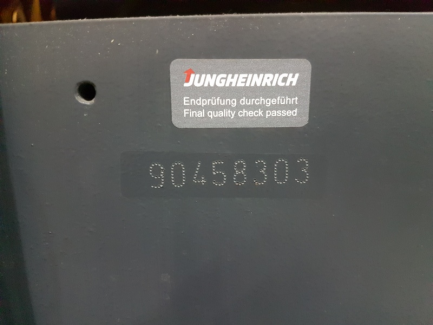 JUNGHEINRICH
Endprüfung durchgeführt
Final quality check passed
90458303